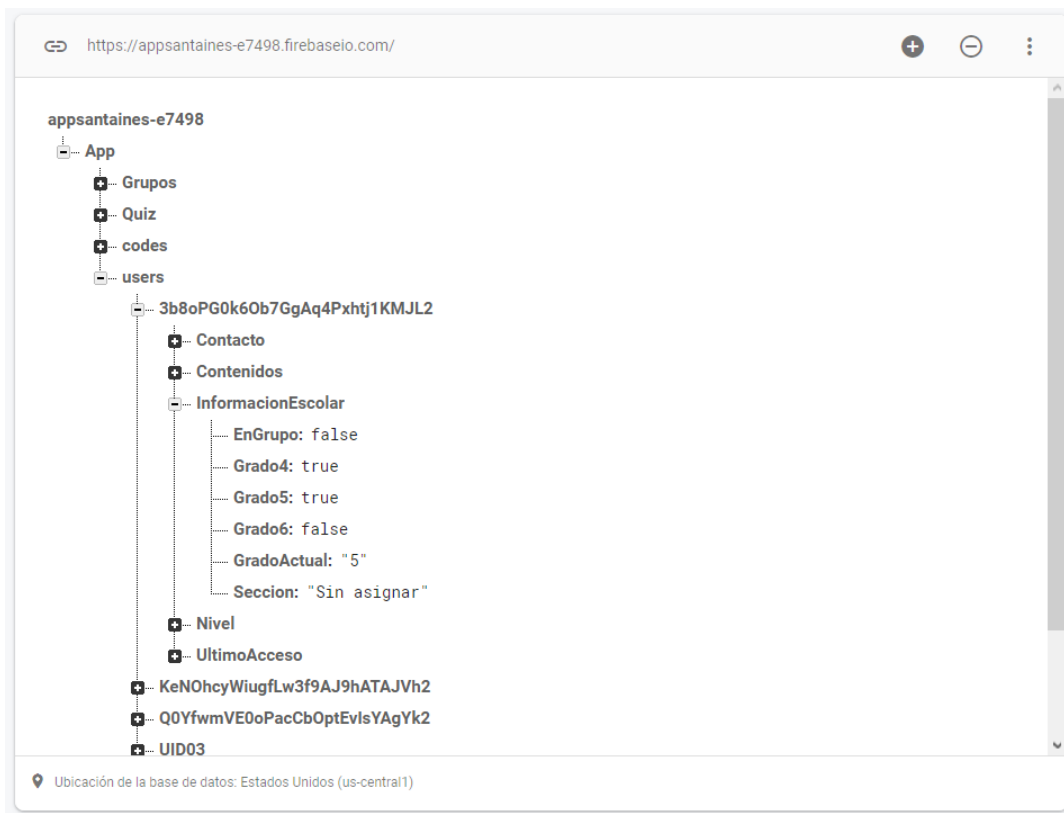 https://appsantaines-e7498.firebaseio.com/
appsantaines-e7498
App
Grupos
Quiz
codes
users
3b8oPG0k6Ob7GgAq4Pxhtj1KMJL2
Contacto
Contenidos
InformacionEscolar
EnGrupo: false
Grado4: true
Grado5: true
Grado6: false
GradoActual: "5"
Seccion: "Sin asignar"
Nivel
UltimoAcceso
KeNOhcyWiugfLw3f9AJ9hATAJVh2
Q0YfwmVE0oPacCbOptEvIsYAgYk2
UID03
Ubicación de la base de datos: Estados Unidos (us-central1)